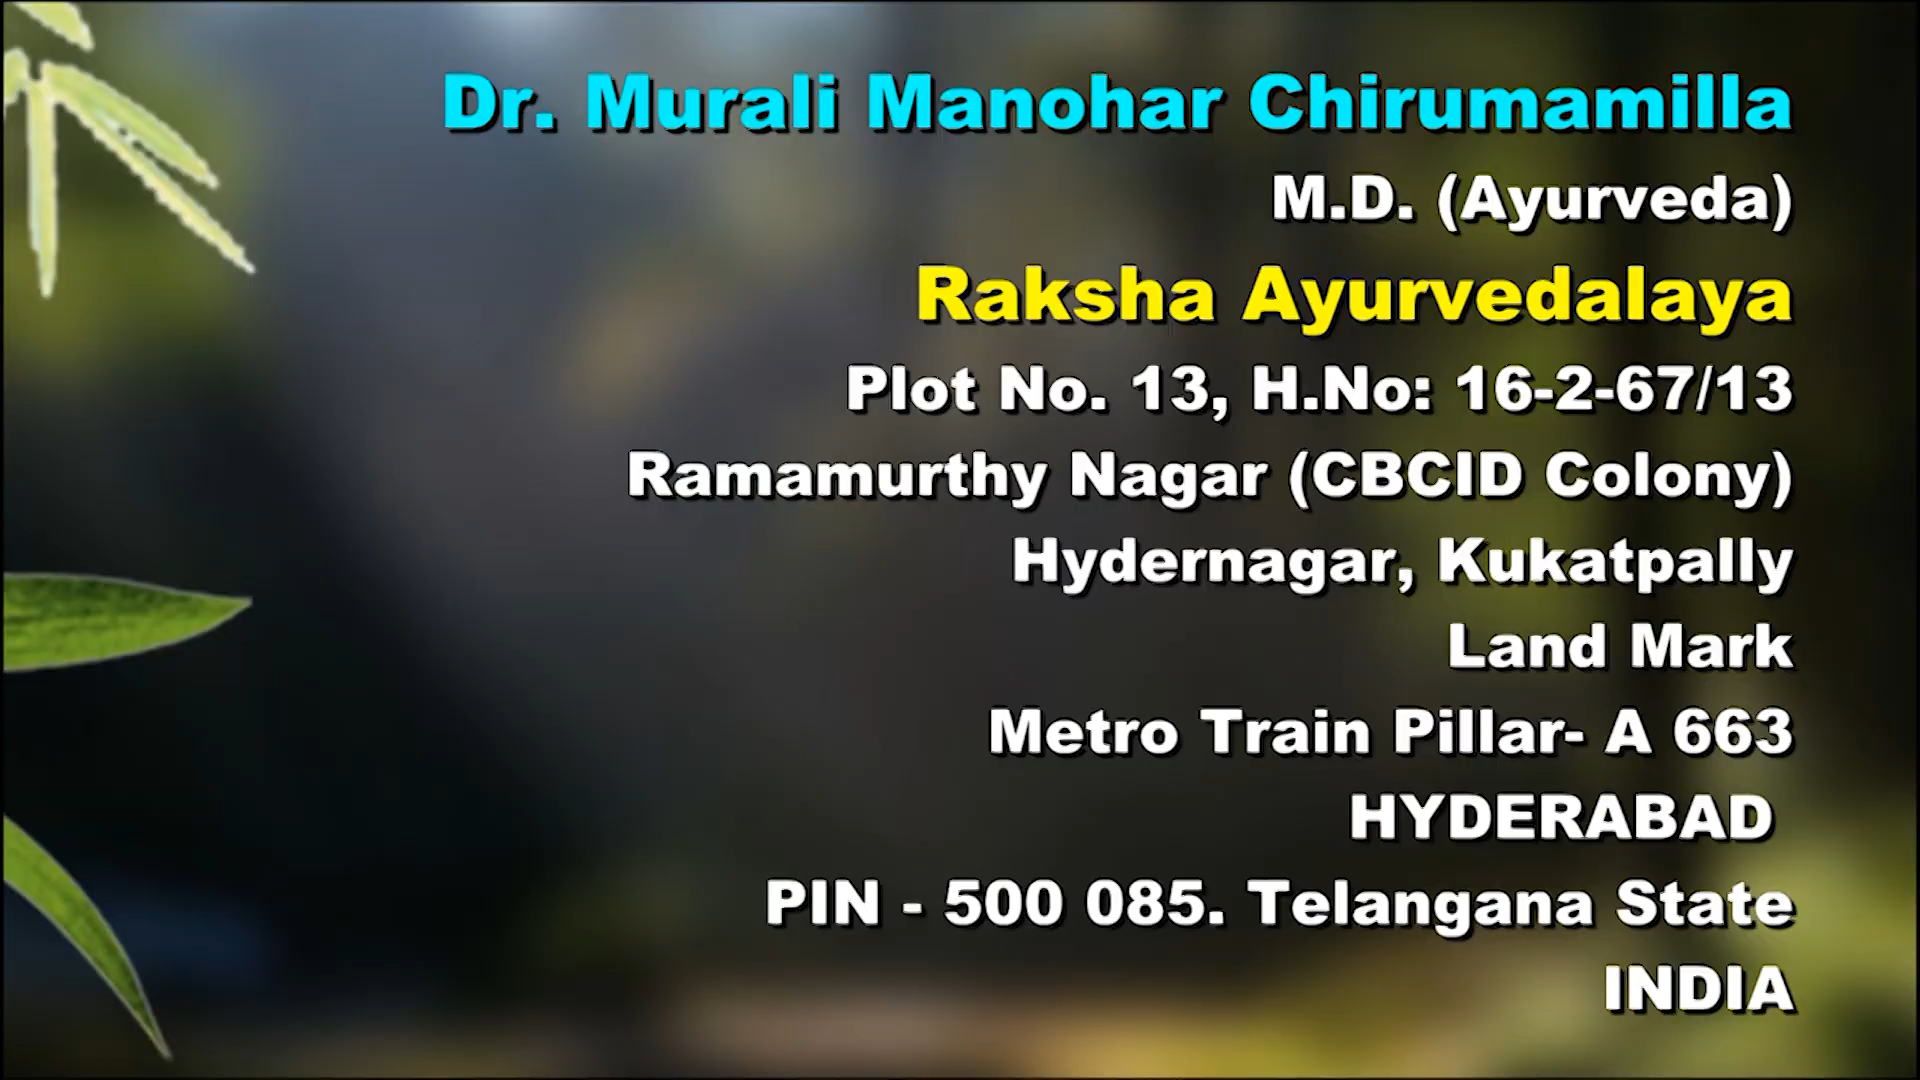 Dr. Murali Manohar Chirumamilla
M.D. (Ayurveda)
Raksha Ayurvedalaya
Plot No. 13, H.No: 16-2-67/13
Ramamurthy Nagar (CBCID Colony)
Hydernagar, Kukatpally
Land Mark
Metro Train Pillar- A 663
HYDERABAD
PIN - 500 085. Telangana State
INDIA